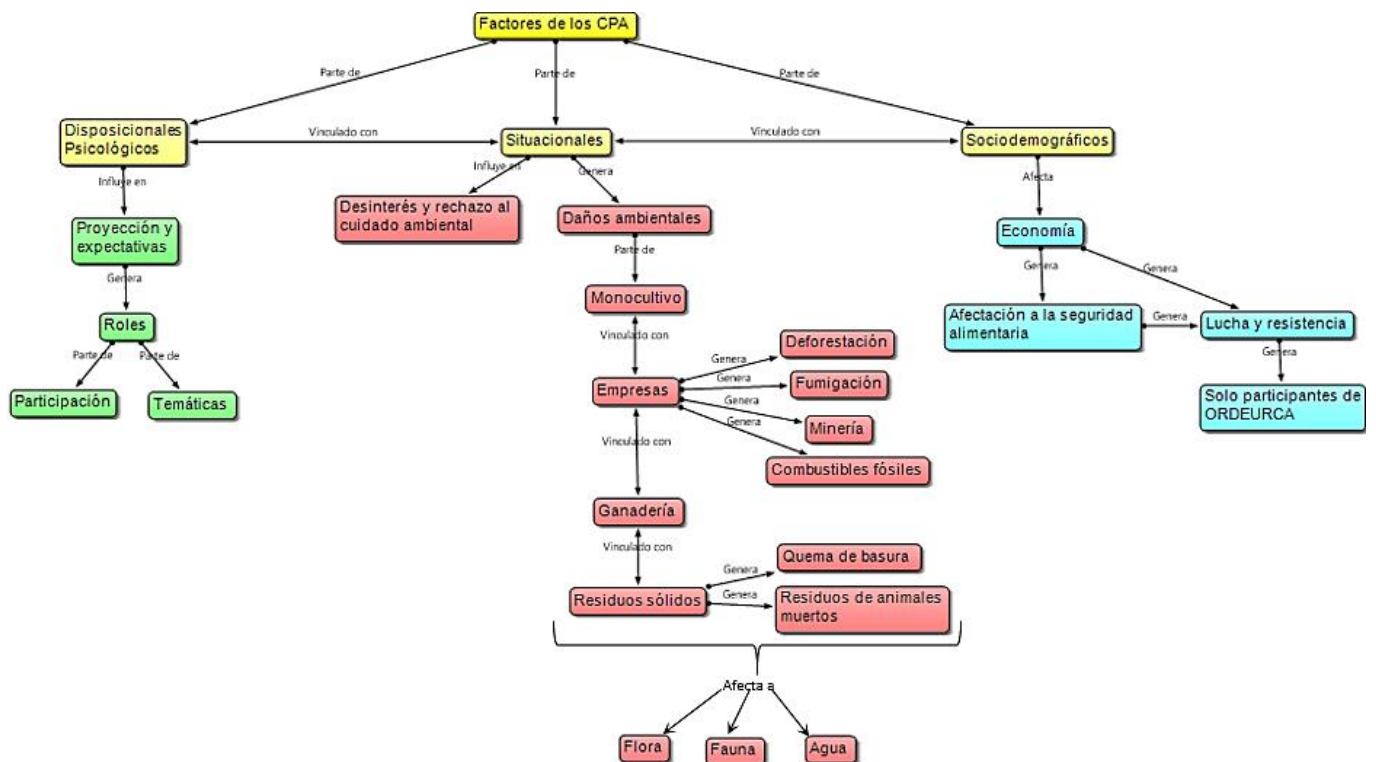 Factores de los CPA
Parte de
Parte de
Parte de
Disposicionales
Psicológicos
Vinculado con
Situacionales
Vinculado con
Sociodemográficos
Influye en
Influye en
Genera
Afecta
Desinterés y rechazo al
cuidado ambiental
Daños ambientales
Proyección y
expectativas
Economía
Parte de
Genera
Genera
Genera
Monocultivo
Roles
Afectación a la seguridad
alimentaria
Genera
Lucha y resistencia
Vinculado con
Deforestación
Parte de
Parte de
Genera
Genera
Empresas
Genera
Fumigación
Participación
Temáticas
Solo participantes de
ORDEURCA
Genera
Minería
Genera
Vinculado con
Combustibles fósiles
Ganadería
Vinculado con
Quema de basura
Genera
Residuos sólidos
Genera
Residuos de animales
muertos
Afecta a
Flora
Fauna
Agua